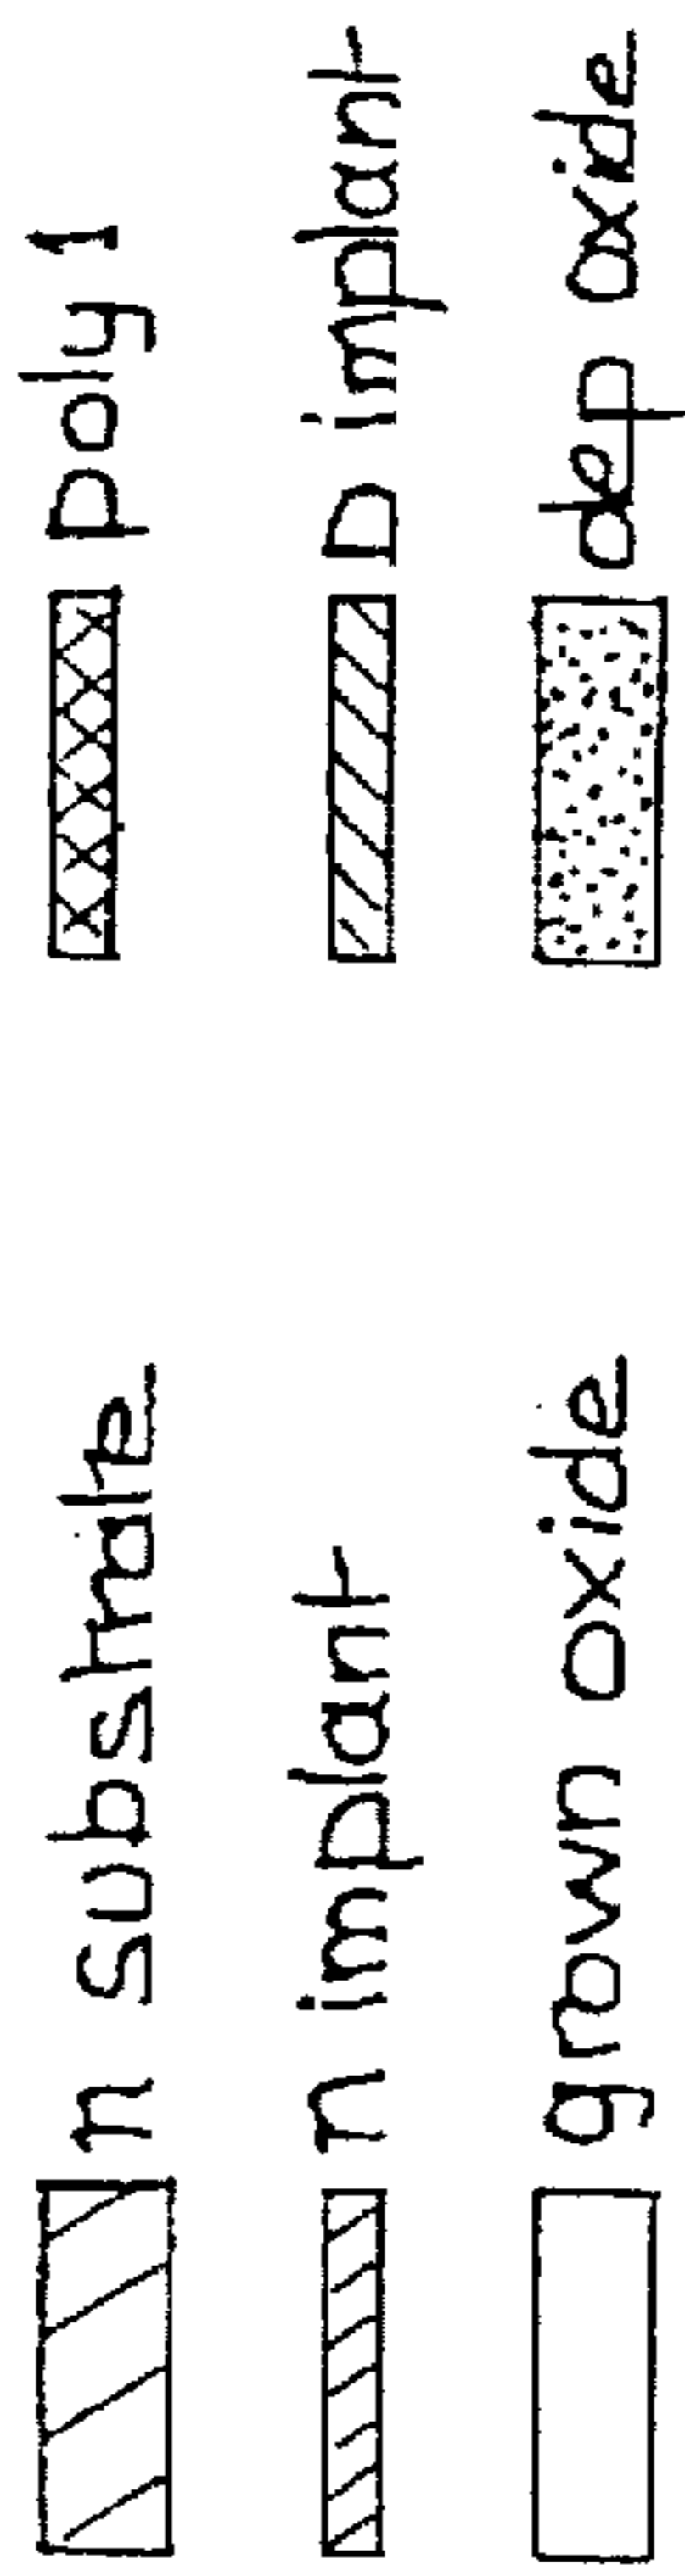 n substrate
poly 1
n implant
D implant
grown oxide
dep oxide